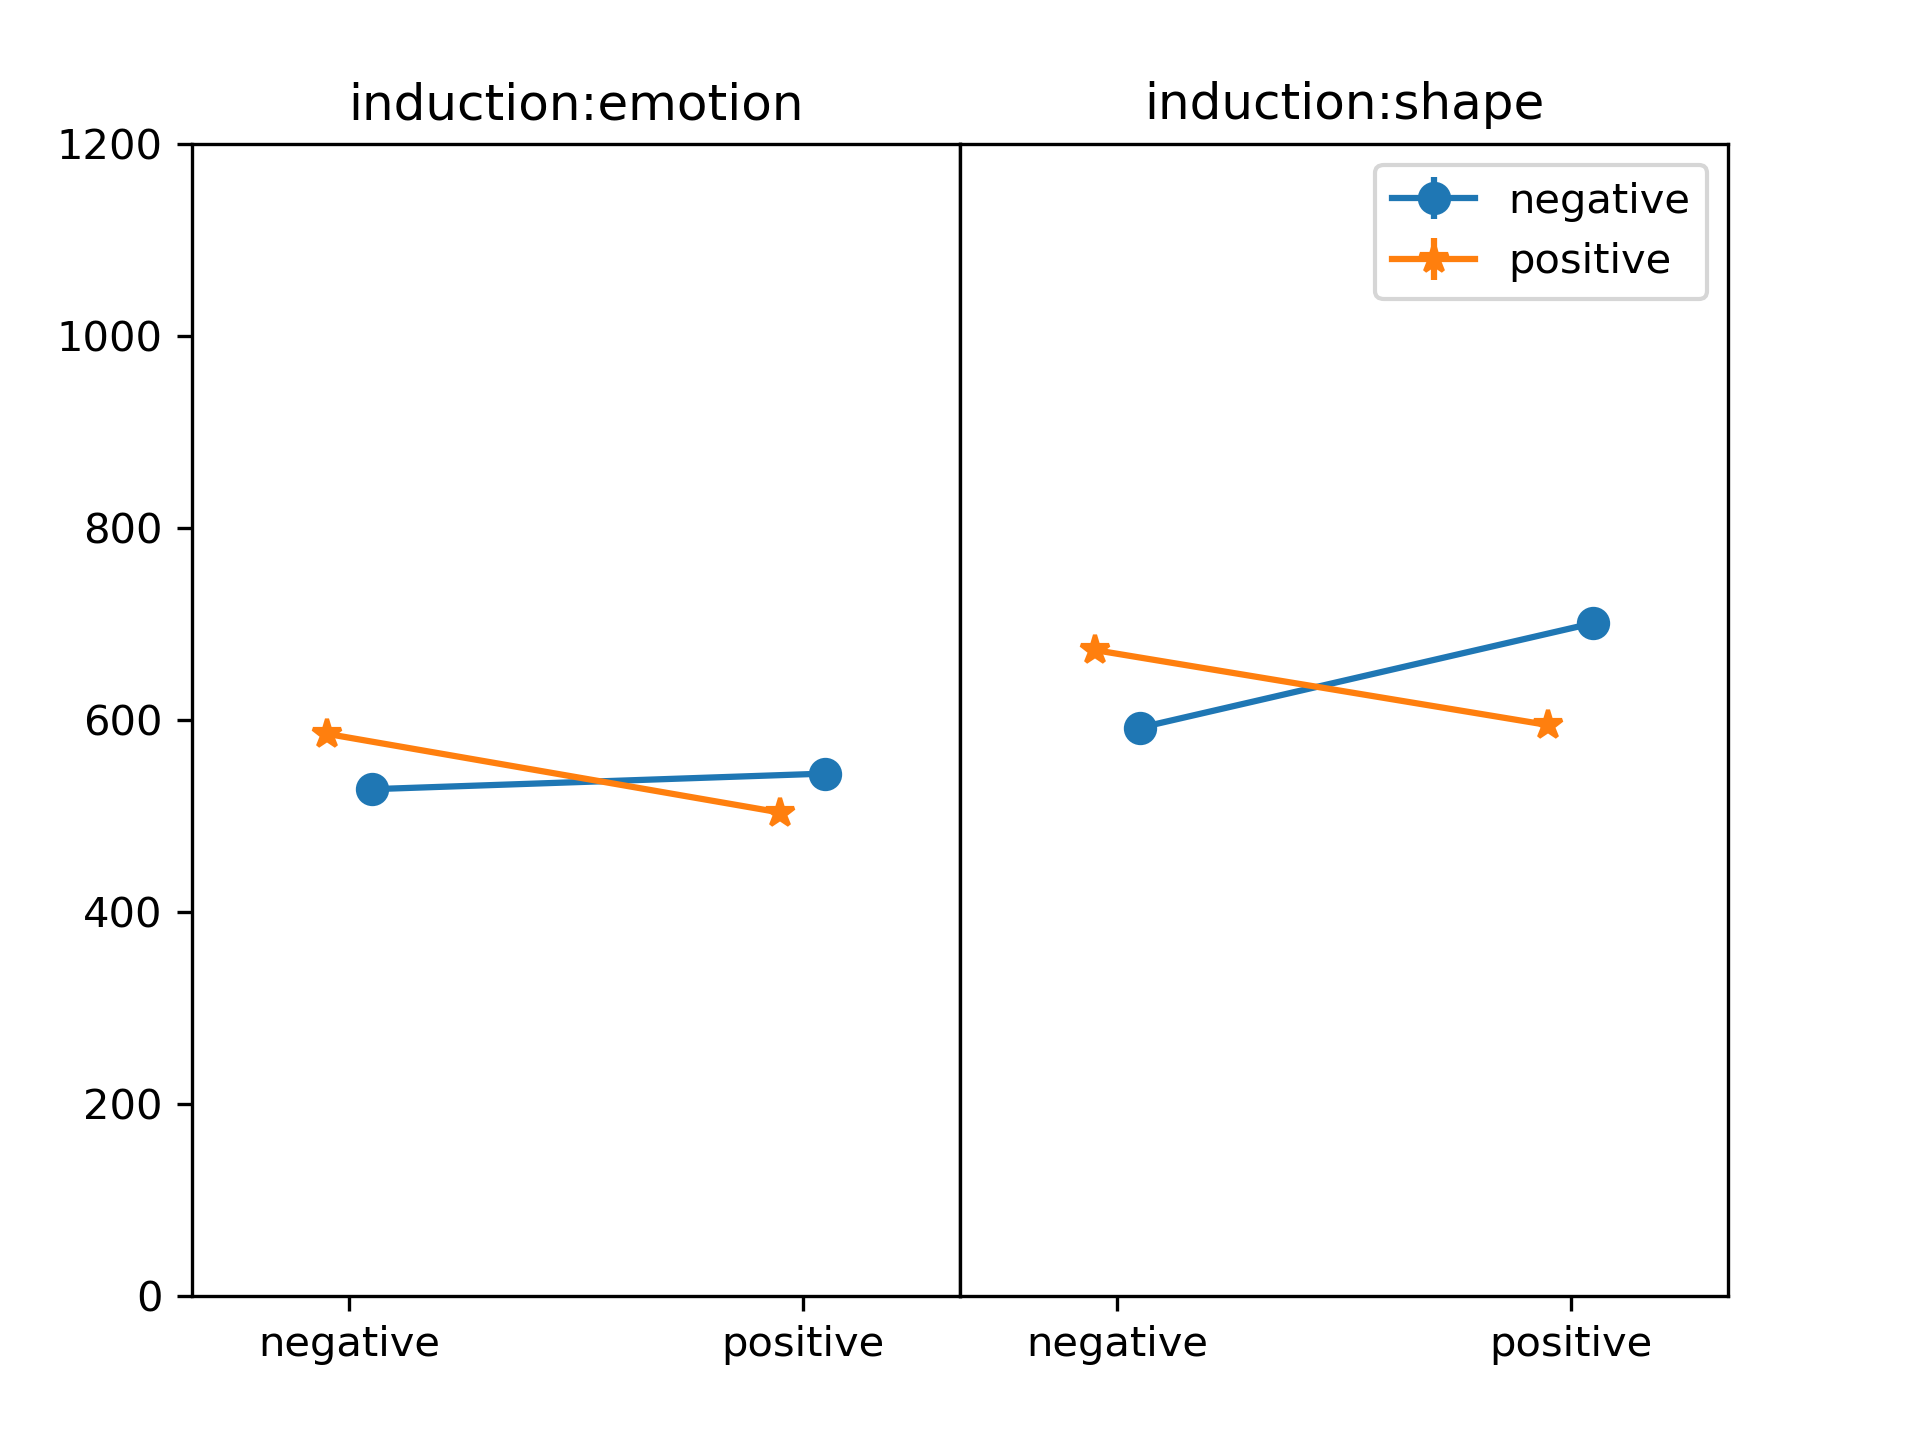 induction:emotion
induction:shape
1200
1000
800
600
400
200
0
negative
positive
negative
positive
negative
positive